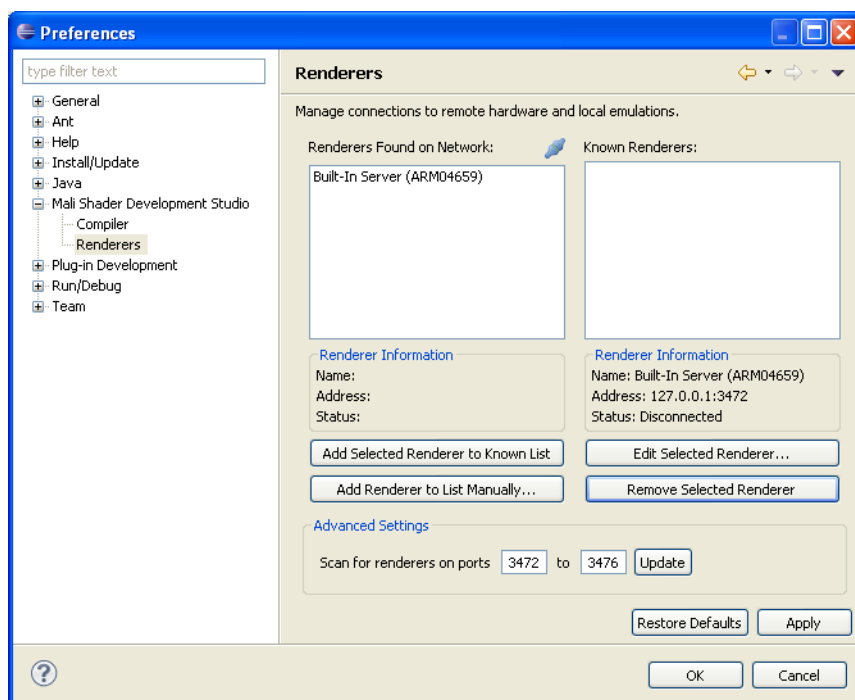 Preferences
type filter text
General
Ant
Help
Install/Update
Java
Mali Shader Development Studio
Compiler
Renderers
Plug-in Development
Run/Debug
Team
Renderers
Manage connections to remote hardware and local emulations.
Renderers Found on Network:
Built-In Server (ARM04659)
Renderer Information
Name:
Address:
Status:
Add Selected Renderer to Known List
Add Renderer to List Manually...
Known Renderers:
Renderer Information
Name: Built-In Server (ARM04659)
Address: 127.0.0.1:3472
Status: Disconnected
Edit Selected Renderer...
Remove Selected Renderer
Advanced Settings
Scan for renderers on ports 3472 to 3476 Update
Restore Defaults Apply
OK Cancel